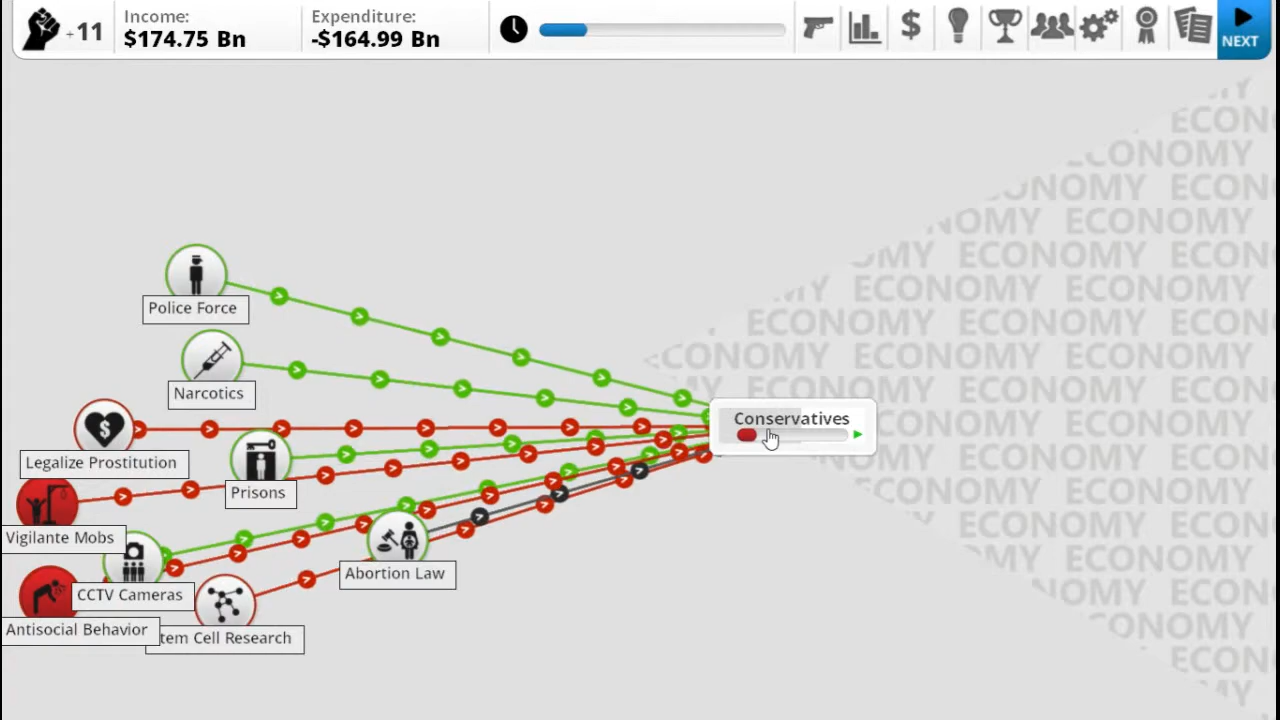 +11
Income:
$174.75 Bn
Expenditure:
-$164.99 Bn
NEXT
ECONOMY
Police Force
Narcotics
Conservatives
Legalize Prostitution
Prisons
Vigilante Mobs
Abortion Law
CCTV Cameras
Antisocial Behavior
tem Cell Research